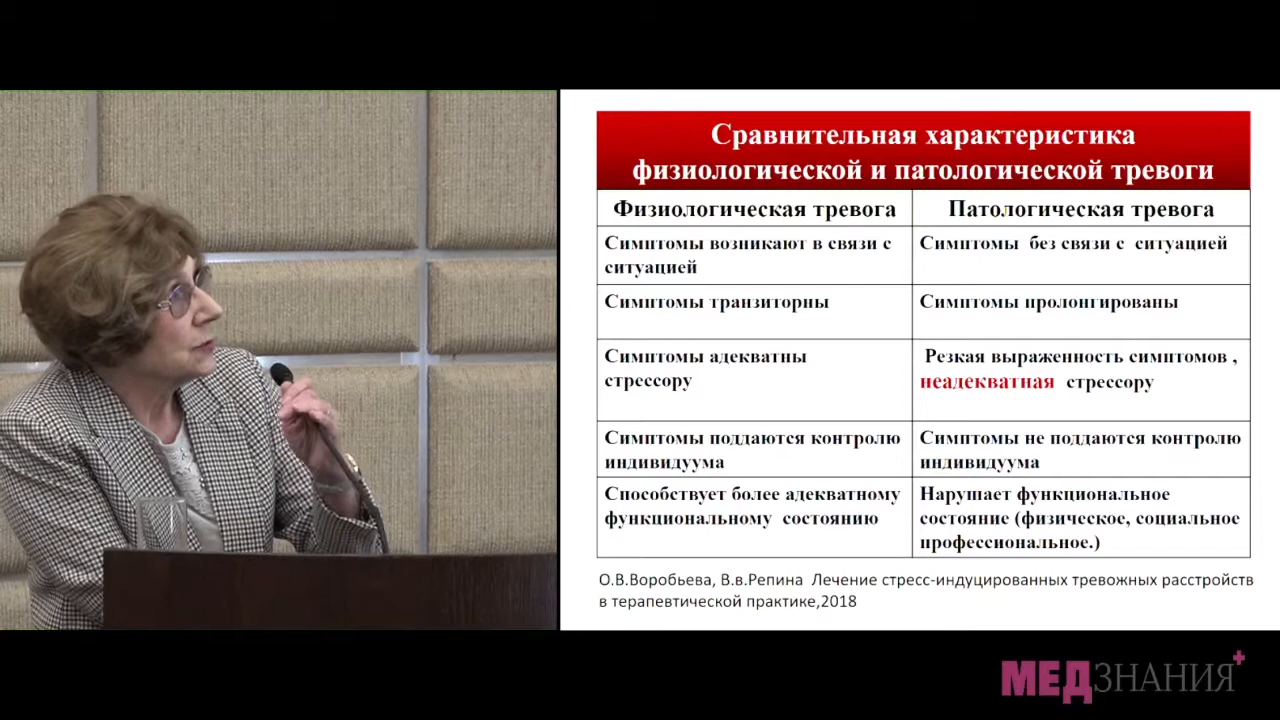 Сравнительная характеристика
физиологической и патологической тревоги
Физиологическая тревога
Патологическая тревога
Симптомы возникают в связи с
ситуацией
Симптомы без связи с ситуацией
Симптомы транзиторны
Симптомы пролонгированы
Симптомы адекватны
стрессору
Резкая выраженность симптомов ,
неадекватная стрессору
Симптомы поддаются контролю
индивидуума
Симптомы не поддаются контролю
индивидуума
Способствует более адекватному
функциональному состоянию
Нарушает функциональное
состояние (физическое, социальное
профессиональное.)
О.В.Воробьева, В.в.Репина Лечение стресс-индуцированных тревожных расстройств
в терапевтической практике,2018
МЕДЗНАНИЯ+